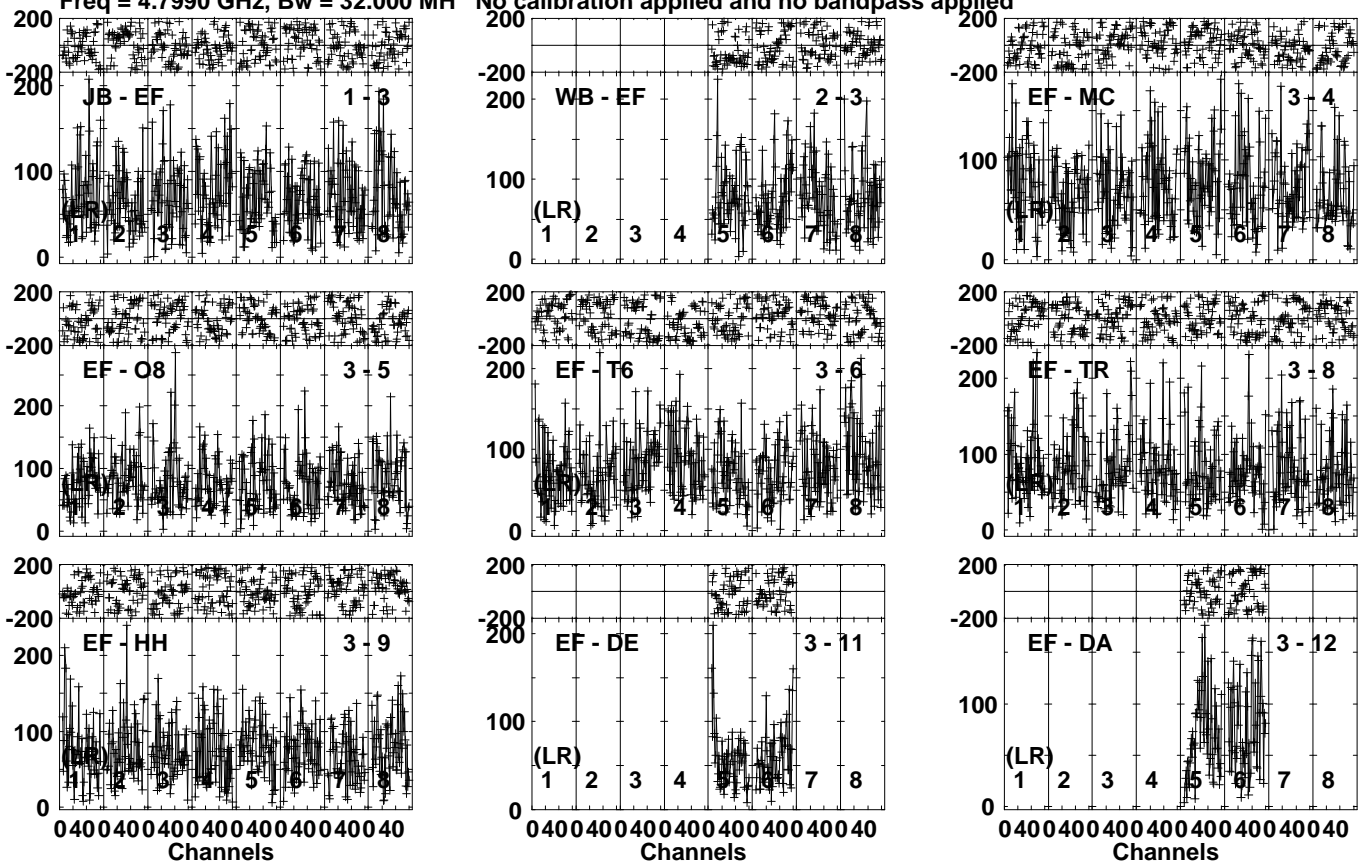 Freq = 4.7990 GHz, Bw = 32.000 MH No calibration applied and no bandpass applied
200 200 200
-200 -200 -200
200 JB - EF 1 - 3 WB - EF 2 - 3 EF - MC 3 - 4
100 100 100
(LR) (LR) (LR)
1 2 3 4 5 6 7 8 1 2 3 4 5 6 7 8 1 2 3 4 5 6 7 8
0 0 0
200 200 200
-200 -200 -200
EF - O8 3 - 5 EF - T6 3 - 6 EF - TR 3 - 8
200 200 200
100 100 100
(LR) (LR) (LR)
1 2 3 4 5 6 7 8 1 2 3 4 5 6 7 8 1 2 3 4 5 6 7 8
0 0 0
200 200 200
-200 -200 -200
EF - HH 3 - 9 200 EF - DE 3 - 11 EF - DA 3 - 12
200
100 100 100
(LR) (LR) (LR)
1 2 3 4 5 6 7 8 1 2 3 4 5 6 7 8 1 2 3 4 5 6 7 8
0 0 0
0 40 0 40 0 40 0 40 0 40 0 40 0 40 0 40 0 40 0 40 0 40 0 40 0 40 0 40 0 40 0 40 0 40 0 40 0 40 0 40 0 40 0 40 0 40 0 40
Channels Channels Channels